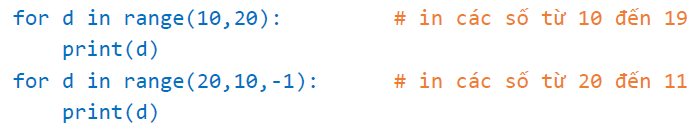 for d in range(10,20):         # in các số từ 10 đến 19
    print(d)
for d in range(20,10,-1):      # in các số từ 20 đến 11
    print(d)